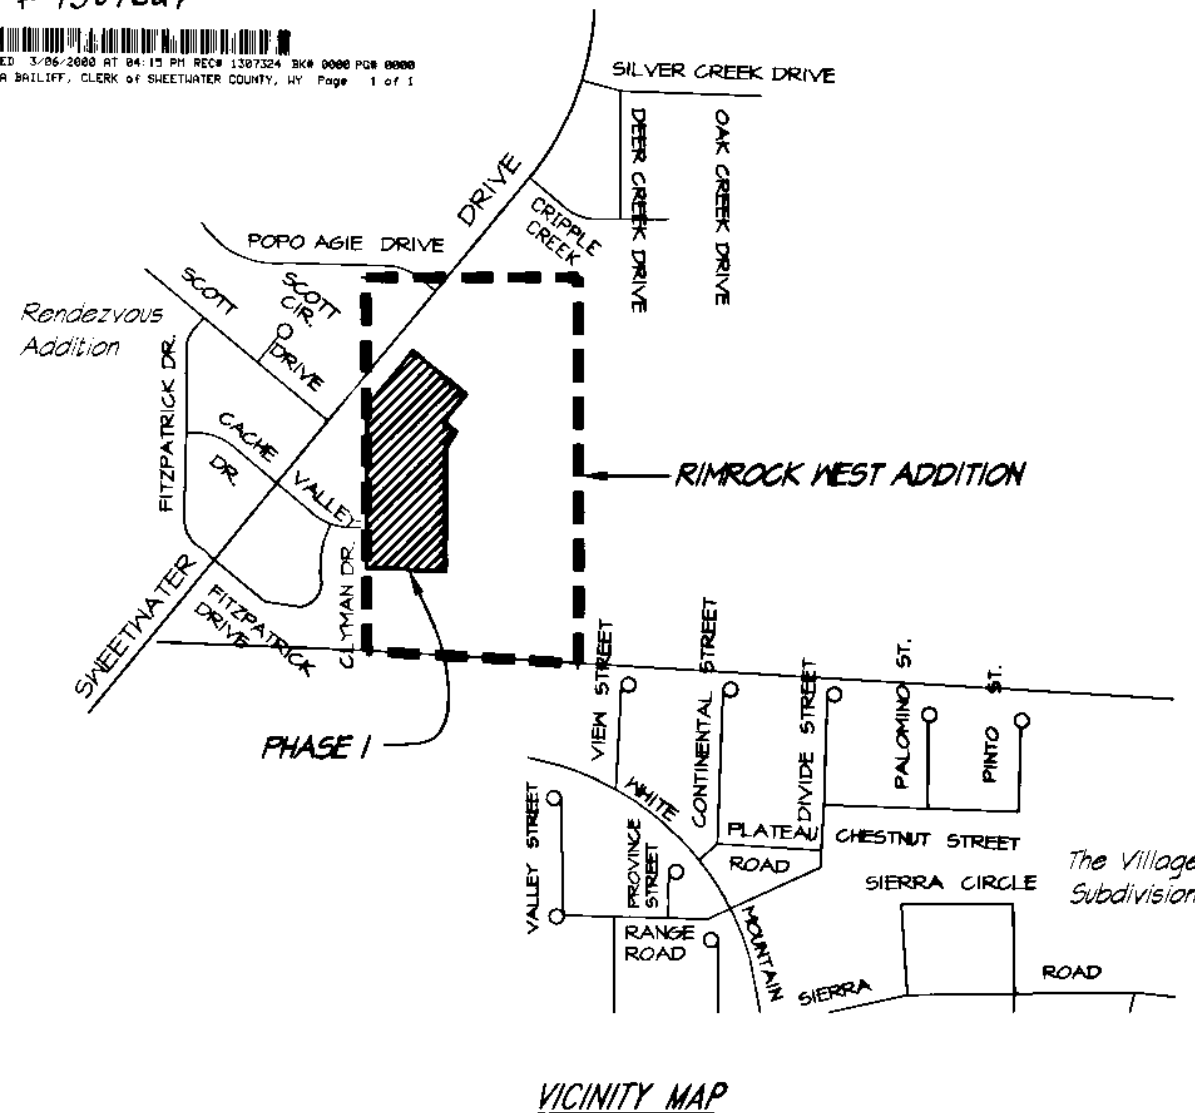 ED 3/06/2000 AT 04:15 PM REC# 1307324 BK# 0000 PG# 0000
A BAILIFF, CLERK of SWEETWATER COUNTY, WY Page 1 of 1
SILVER CREEK DRIVE
DEER CREEK DRIVE
OAK CREEK DRIVE
DRIVE
CRIPPLE
CREEK
POPO AGIE DRIVE
SCOTT
SCOTT
CIR.
DRIVE
Rendezvous
Addition
FITZPATRICK DR.
CACHE
VALLEY
DR.
RIMROCK WEST ADDITION
SWEETWATER
FITZPATRICK
DRIVE
CLYMAN DR.
PHASE I
VIEW STREET
CONTINENTAL STREET
DIVIDE STREET
PALOMINO ST.
PINTO ST.
WHITE
MOUNTAIN
VALLEY STREET
PROVINCE
STREET
PLATEAU
ROAD
CHESTNUT STREET
The Village
Subdivision
SIERRA CIRCLE
RANGE
ROAD
SIERRA
ROAD
VICINITY MAP